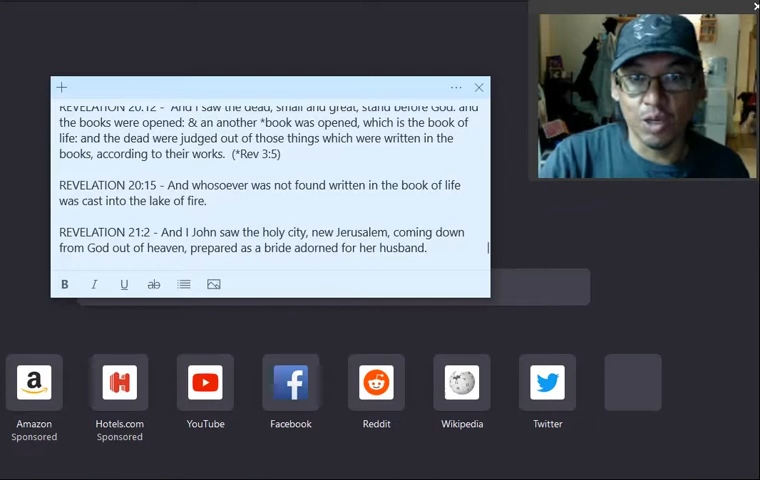 REVELATION 20:12 - And I saw the dead, small and great, stand before God: and
the books were opened: & an another *book was opened, which is the book of
life: and the dead were judged out of those things which were written in the
books, according to their works. (*Rev 3:5)
REVELATION 20:15 - And whosoever was not found written in the book of life
was cast into the lake of fire.
REVELATION 21:2 - And I John saw the holy city, new Jerusalem, coming down
from God out of heaven, prepared as a bride adorned for her husband.
B I U ab
a H f W
Amazon Hotels.com YouTube Facebook Reddit Wikipedia Twitter
Sponsored Sponsored